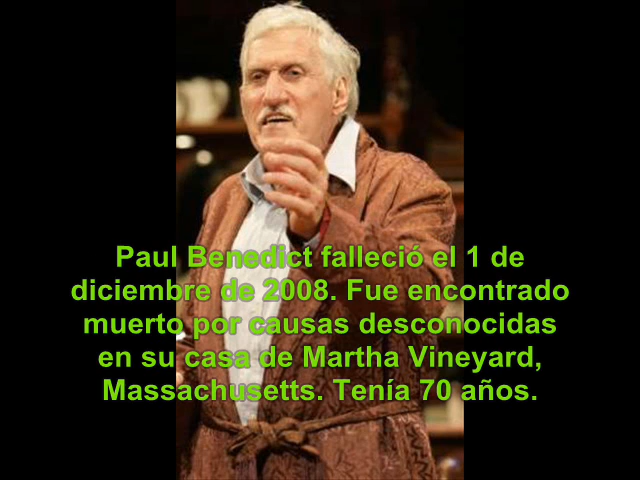 Paul Benedict falleció el 1 de
diciembre de 2008. Fue encontrado
muerto por causas desconocidas
en su casa de Martha Vineyard,
Massachusetts. Tenía 70 años.